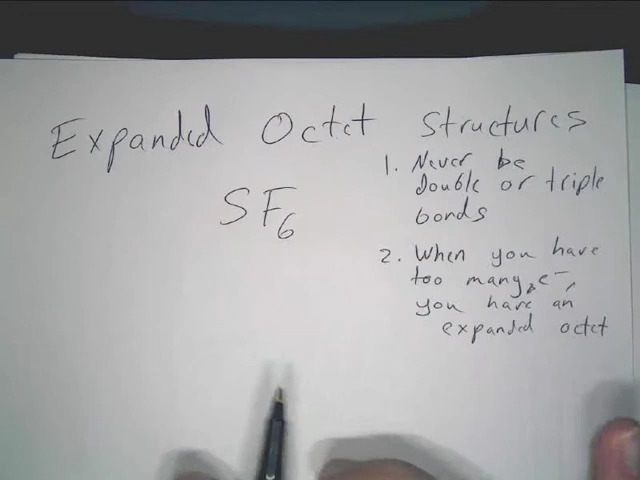 Expanded Octet Structures
SF6
1. Never be
double or triple
bonds
2. When you have
too many e-,
you have an
expanded octet